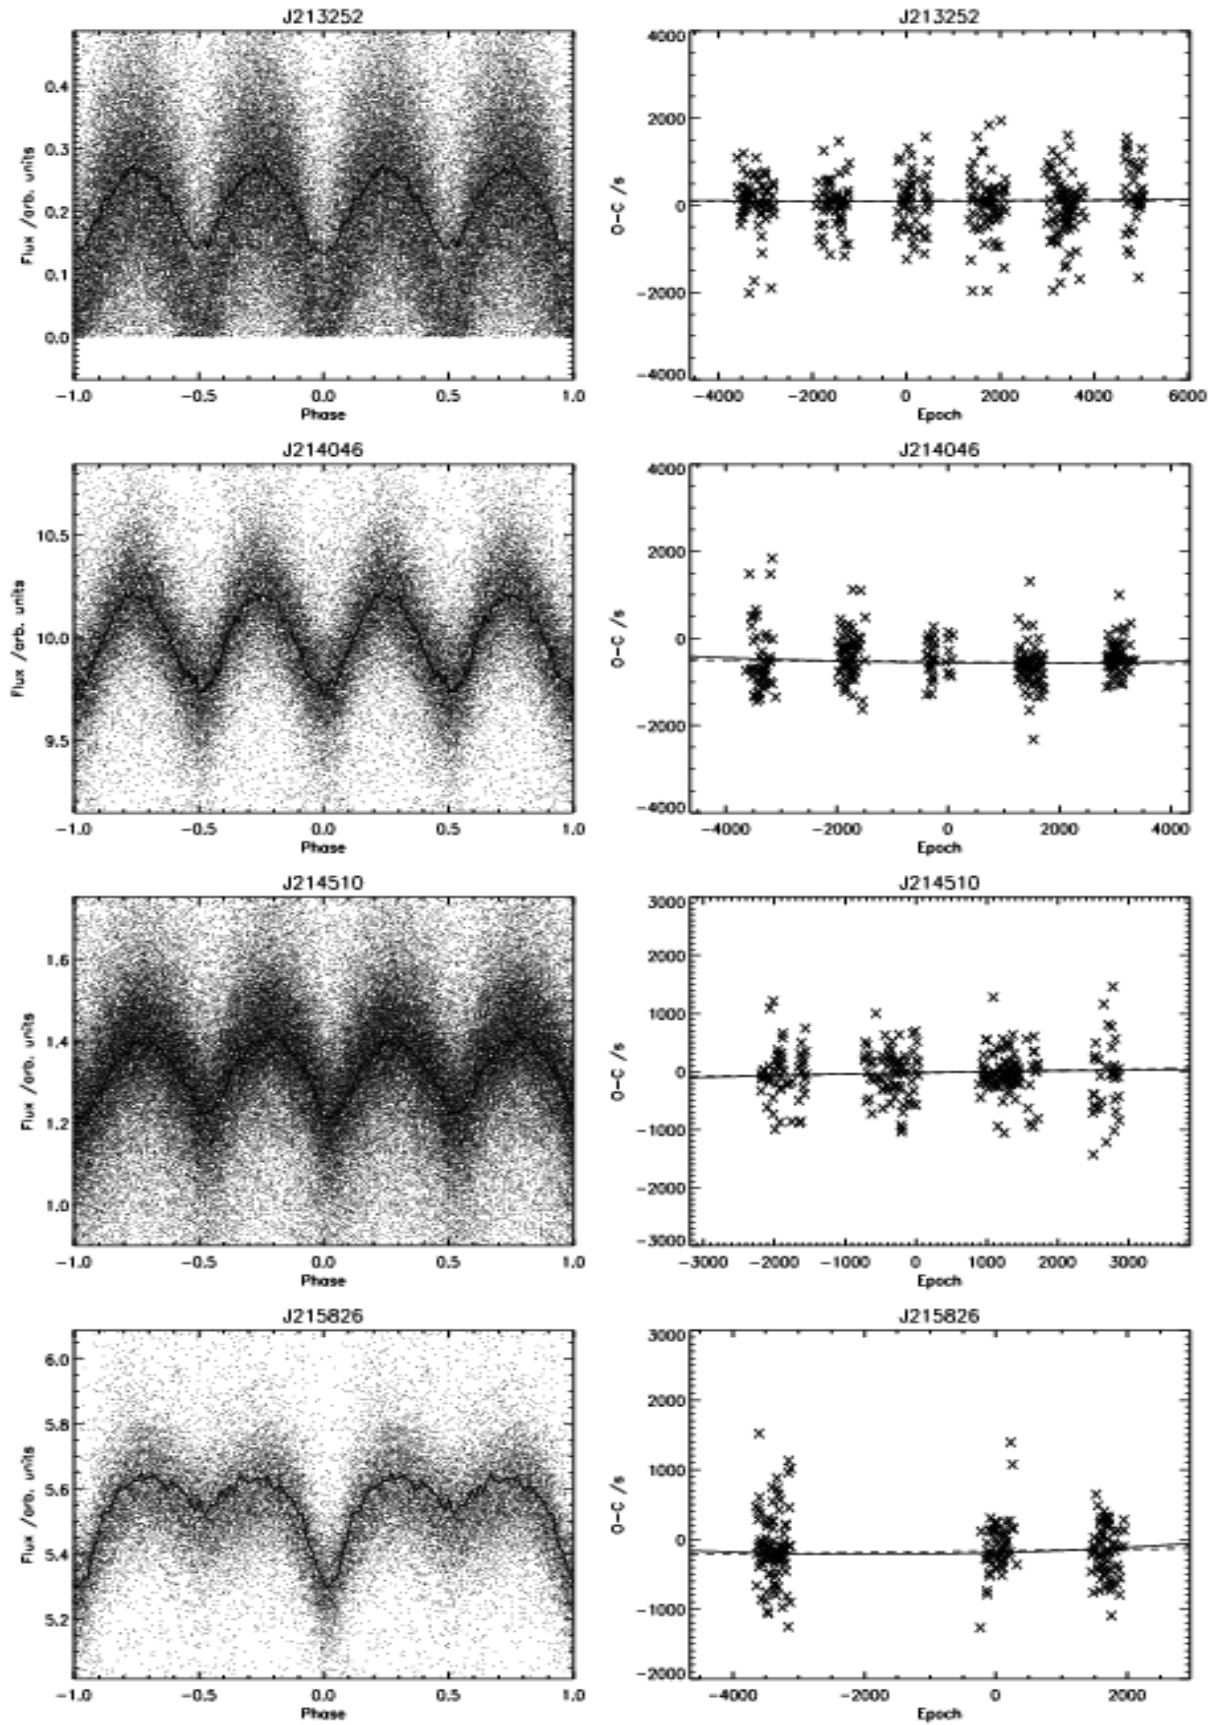 J213252
J213252
0.4
0.3
0.2
0.1
0.0
Flux /arb. units
-1.0 -0.5 0.0 0.5 1.0
Phase
4000
2000
0
-2000
-4000
O-C /s
-4000 -2000 0 2000 4000 6000
Epoch
J214046
J214046
10.5
10.0
9.5
Flux /arb. units
-1.0 -0.5 0.0 0.5 1.0
Phase
4000
2000
0
-2000
-4000
O-C /s
-4000 -2000 0 2000 4000
Epoch
J214510
J214510
1.6
1.4
1.2
1.0
Flux /arb. units
-1.0 -0.5 0.0 0.5 1.0
Phase
3000
2000
1000
0
-1000
-2000
-3000
O-C /s
-3000 -2000 -1000 0 1000 2000 3000
Epoch
J215826
J215826
6.0
5.8
5.6
5.4
5.2
Flux /arb. units
-1.0 -0.5 0.0 0.5 1.0
Phase
3000
2000
1000
0
-1000
-2000
O-C /s
-4000 -2000 0 2000
Epoch